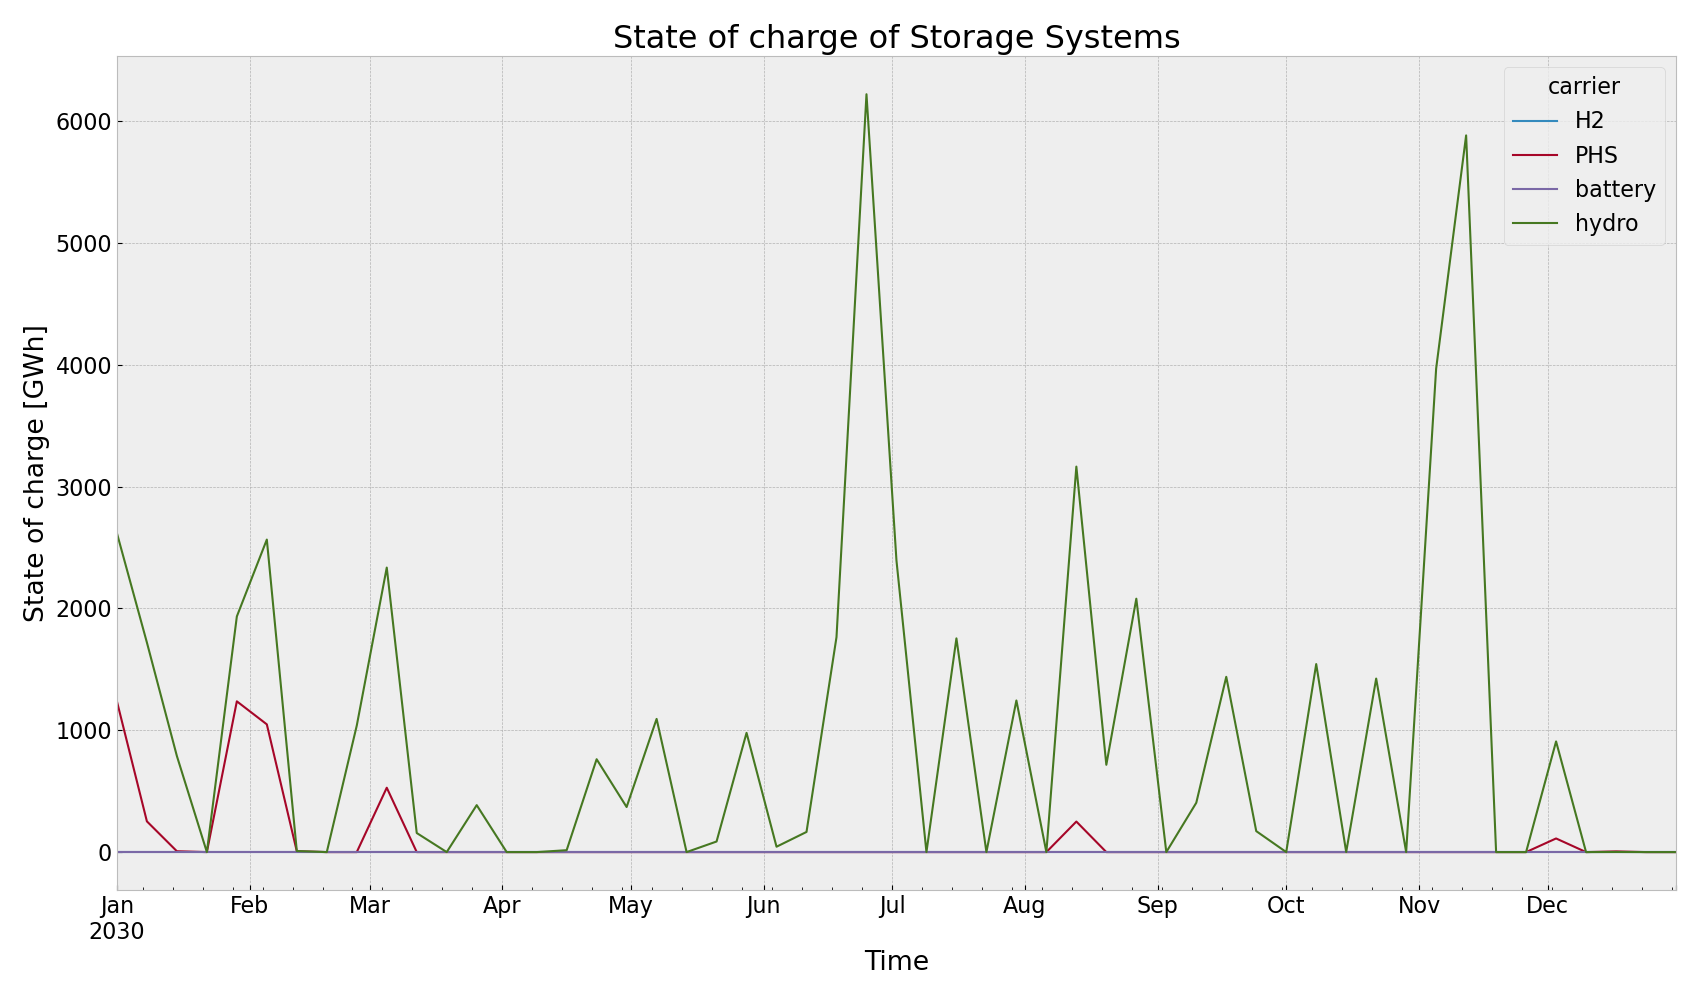 State of charge of Storage Systems
State of charge [GWh]
6000
5000
4000
3000
2000
1000
0
carrier
H2
PHS
battery
hydro
Jan Feb Mar Apr May Jun Jul Aug Sep Oct Nov Dec
2030
Time